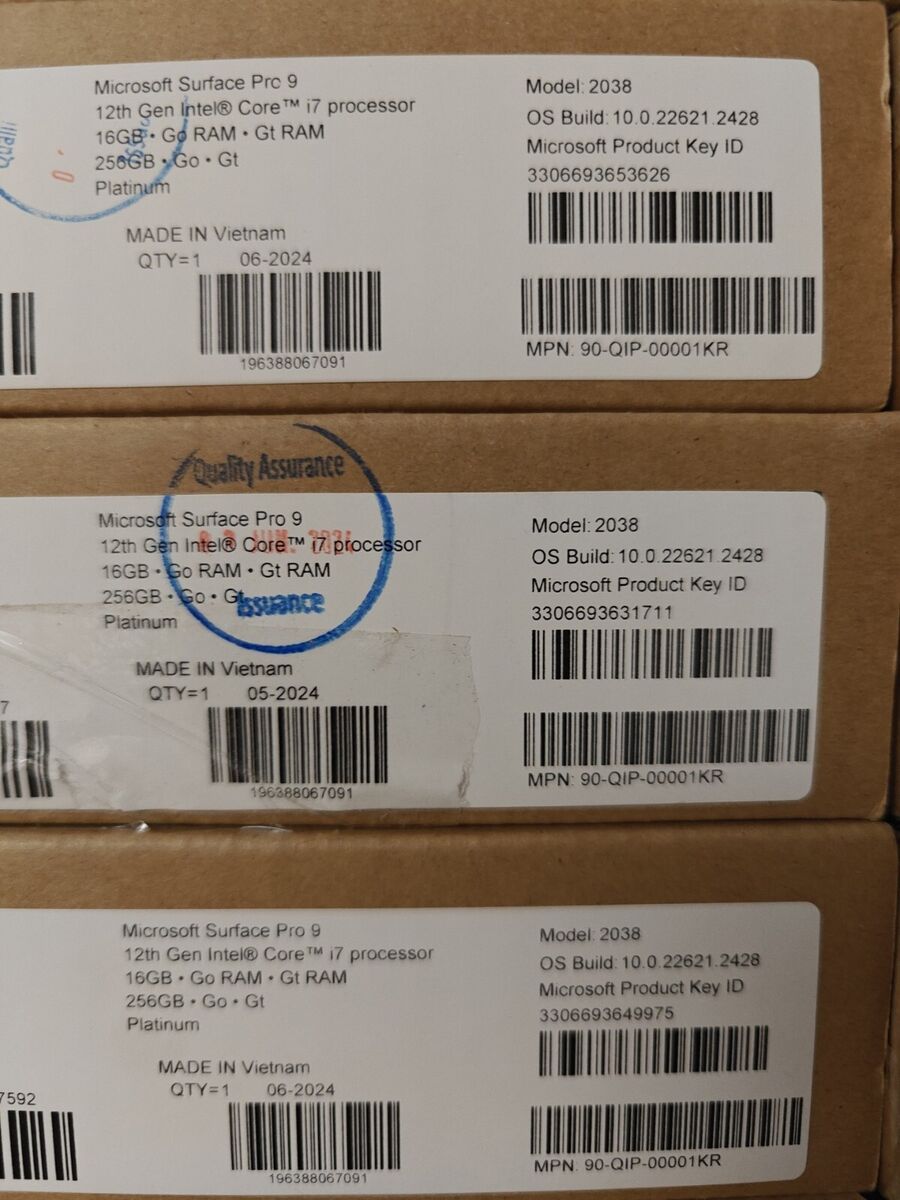 Microsoft Surface Pro 9
12th Gen Intel® Core™ i7 processor
16GB • Go RAM • Gt RAM
256GB • Go • Gt
Platinum
MADE IN Vietnam
QTY=1 06-2024
196388067091
Model: 2038
OS Build: 10.0.22621.2428
Microsoft Product Key ID
3306693653626
MPN: 90-QIP-00001KR
Quality Assurance
Issuance
Microsoft Surface Pro 9
12th Gen Intel® Core™ i7 processor
16GB • Go RAM • Gt RAM
256GB • Go • Gt
Platinum
MADE IN Vietnam
QTY=1 05-2024
7
196388067091
Model: 2038
OS Build: 10.0.22621.2428
Microsoft Product Key ID
3306693631711
MPN: 90-QIP-00001KR
Microsoft Surface Pro 9
12th Gen Intel® Core™ i7 processor
16GB • Go RAM • Gt RAM
256GB • Go • Gt
Platinum
MADE IN Vietnam
QTY=1 06-2024
7592
196388067091
Model: 2038
OS Build: 10.0.22621.2428
Microsoft Product Key ID
3306693649975
MPN: 90-QIP-00001KR